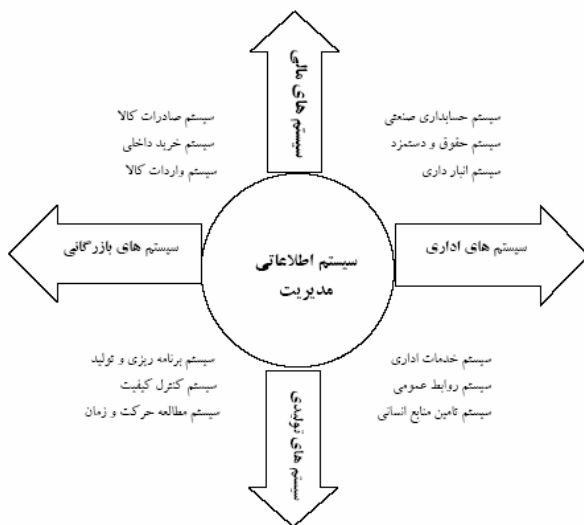 سیستم های مالی
سیستم حسابداری صنعتی
سیستم حقوق و دستمزد
سیستم انبار داری
سیستم صادرات کالا
سیستم خرید داخلی
سیستم واردات کالا
سیستم های اداری
سیستم اطلاعاتی
مدیریت
سیستم های بازرگانی
سیستم خدمات اداری
سیستم روابط عمومی
سیستم تامین منابع انسانی
سیستم برنامه ریزی و تولید
سیستم کنترل کیفیت
سیستم مطالعه حرکت و زمان
سیستم های تولیدی